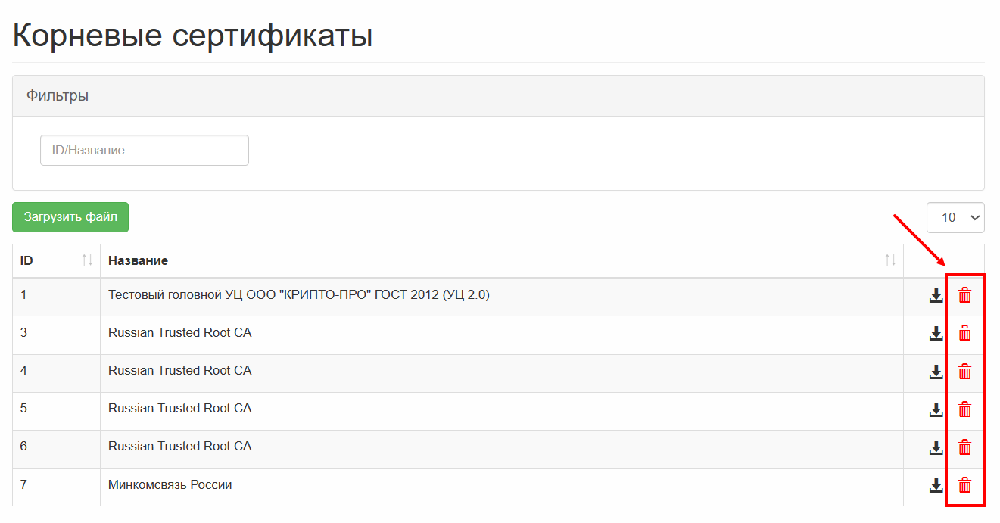 Корневые сертификаты
Фильтры
ID/Название
Загрузить файл
10
ID
Название
1
Тестовый головной УЦ ООО "КРИПТО-ПРО" ГОСТ 2012 (УЦ 2.0)
3
Russian Trusted Root CA
4
Russian Trusted Root CA
5
Russian Trusted Root CA
6
Russian Trusted Root CA
7
Минкомсвязь России